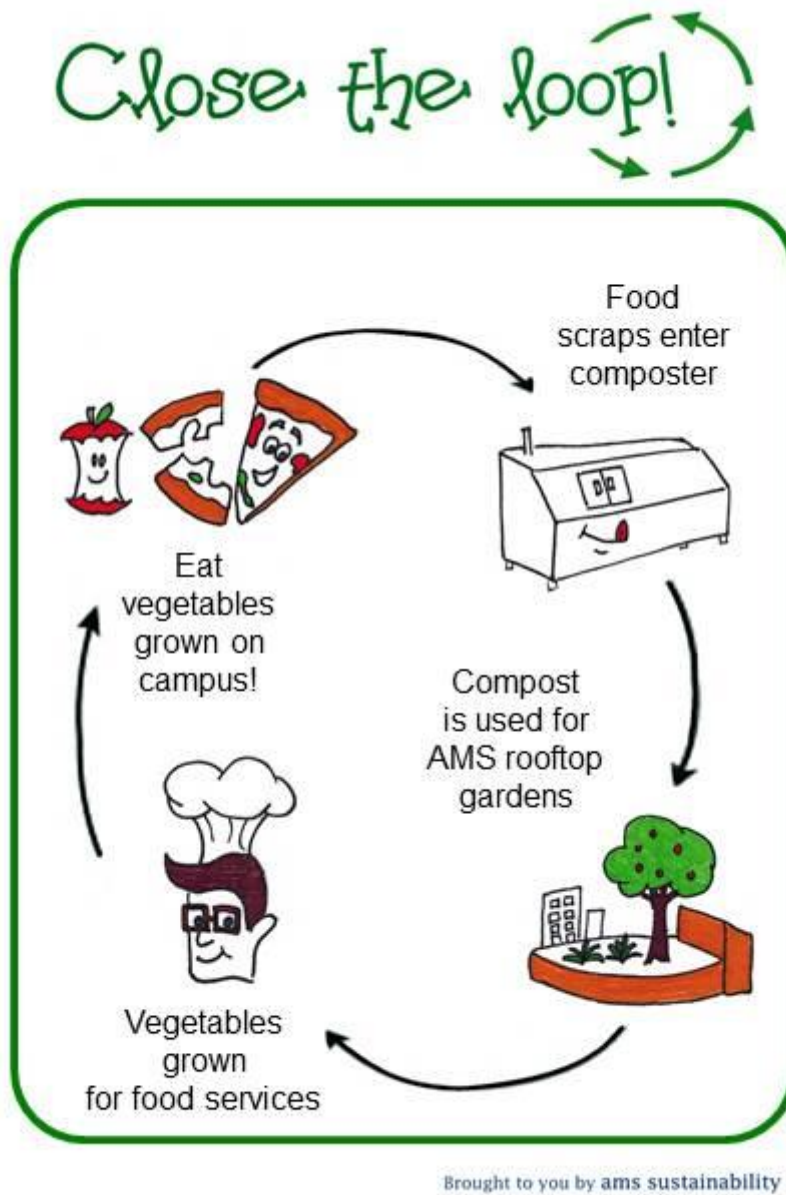 Close the loop!
Food
scraps enter
composter
Eat
vegetables
grown on
campus!
Compost
is used for
AMS rooftop
gardens
Vegetables
grown
for food services
Brought to you by ams sustainability